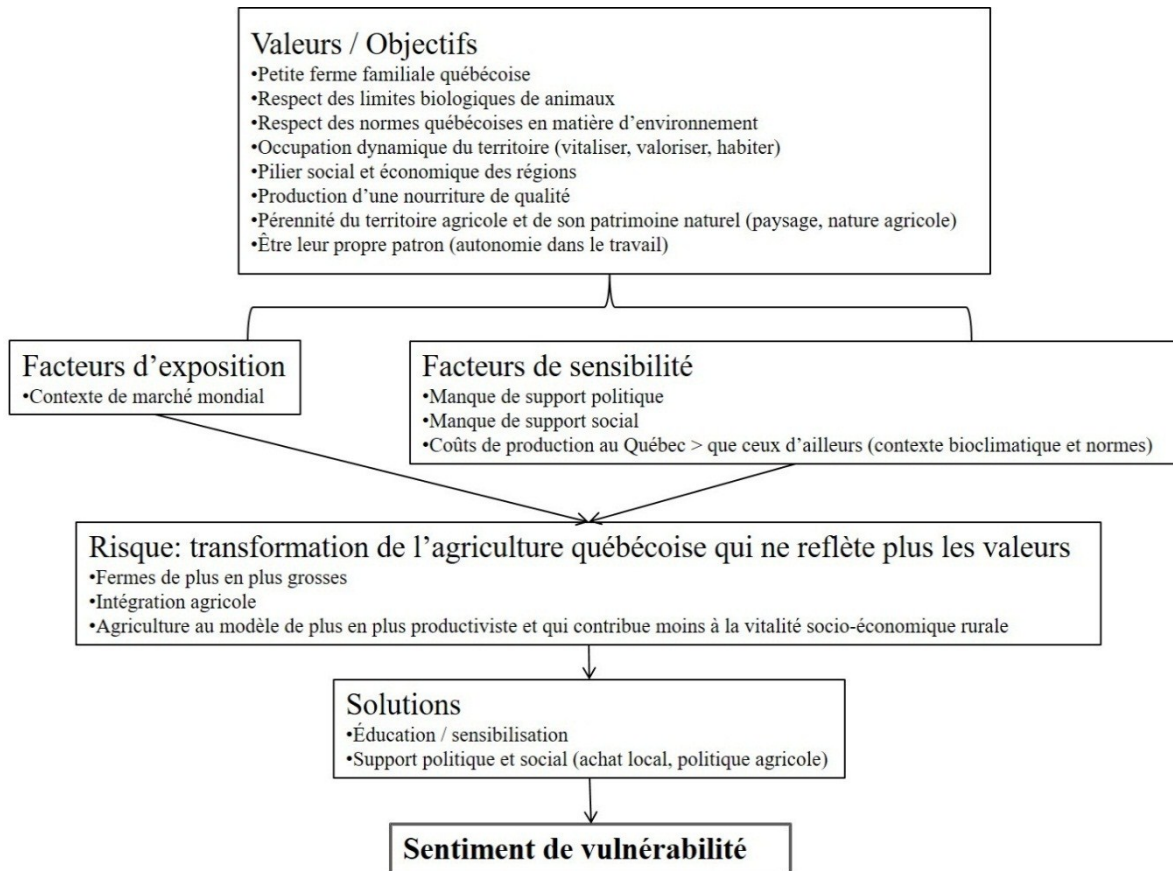 Valeurs / Objectifs
•Petite ferme familiale québécoise
•Respect des limites biologiques de animaux
•Respect des normes québécoises en matière d’environnement
•Occupation dynamique du territoire (vitaliser, valoriser, habiter)
•Pilier social et économique des régions
•Production d’une nourriture de qualité
•Pérennité du territoire agricole et de son patrimoine naturel (paysage, nature agricole)
•Être leur propre patron (autonomie dans le travail)
Facteurs d’exposition
•Contexte de marché mondial
Facteurs de sensibilité
•Manque de support politique
•Manque de support social
•Coûts de production au Québec > que ceux d’ailleurs (contexte bioclimatique et normes)
Risque: transformation de l’agriculture québécoise qui ne reflète plus les valeurs
•Fermes de plus en plus grosses
•Intégration agricole
•Agriculture au modèle de plus en plus productiviste et qui contribue moins à la vitalité socio-économique rurale
Solutions
•Éducation / sensibilisation
•Support politique et social (achat local, politique agricole)
Sentiment de vulnérabilité